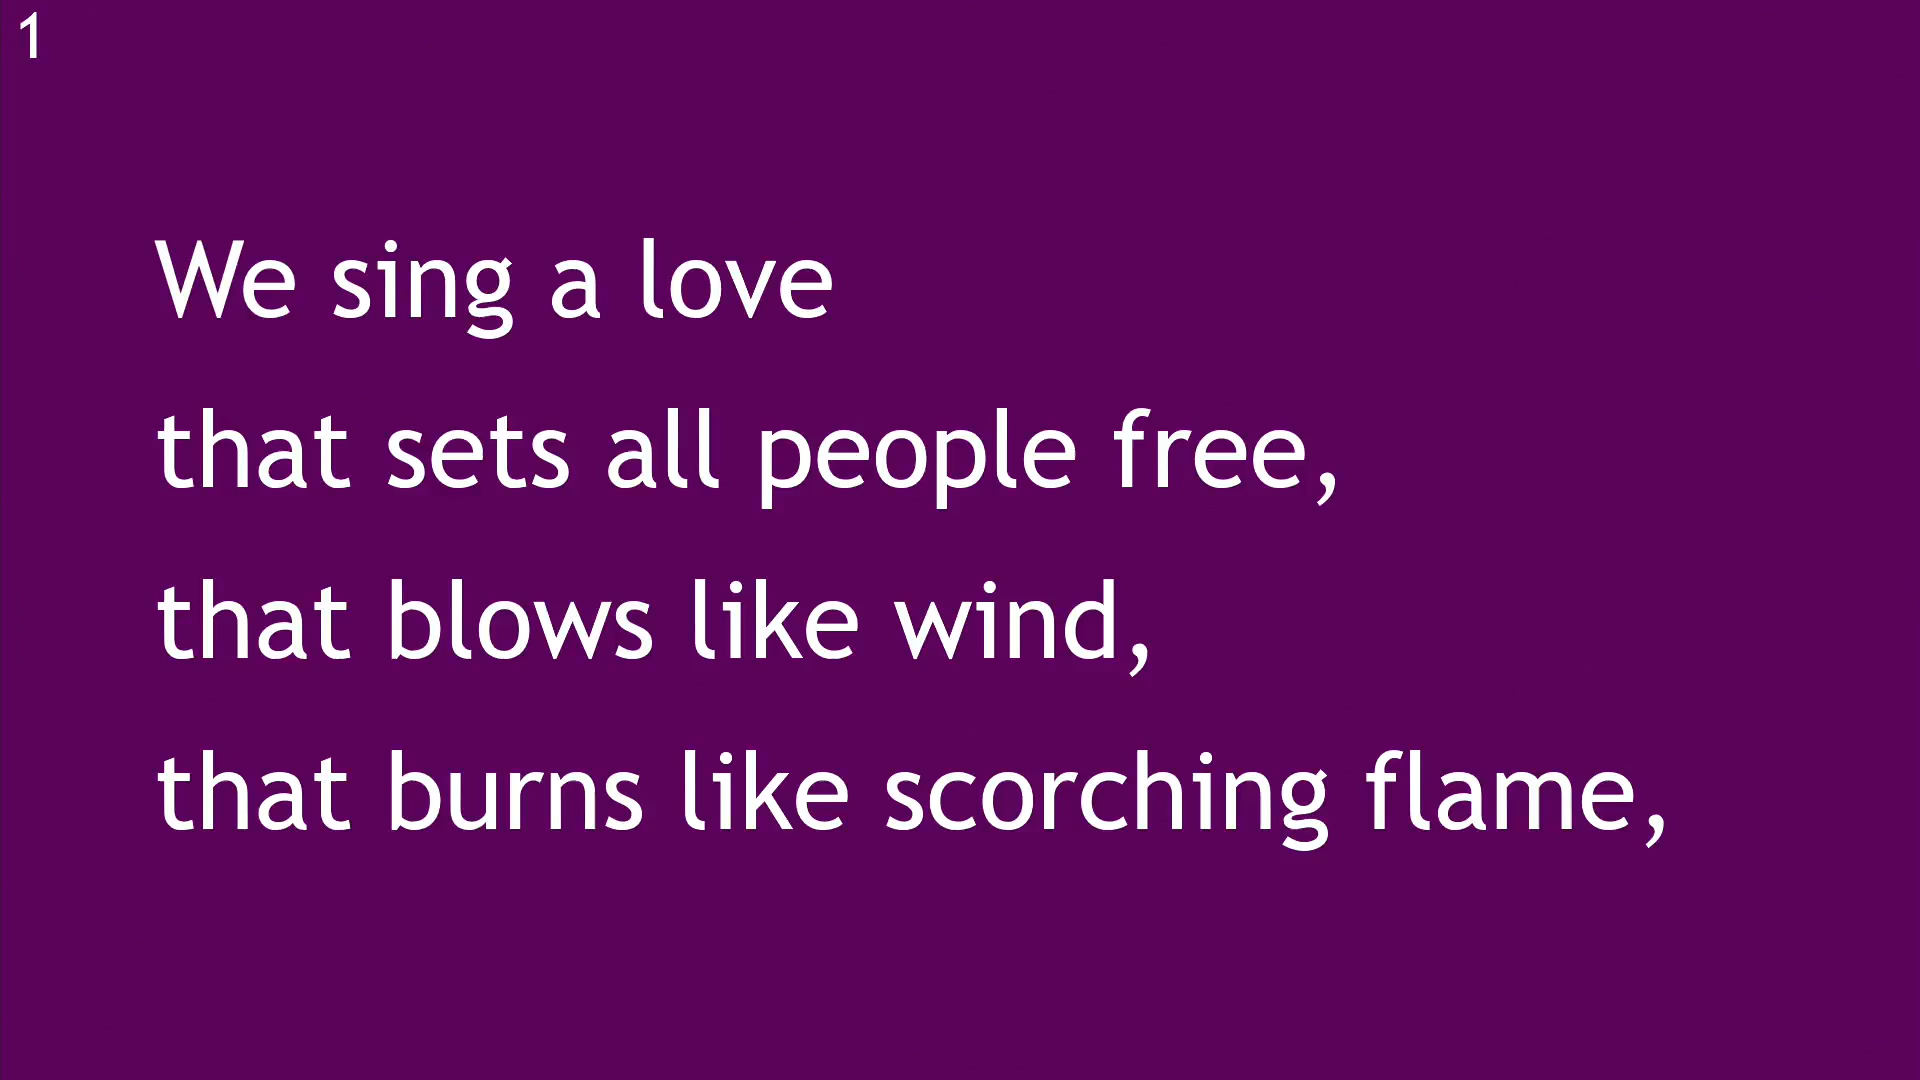 1
We sing a love
that sets all people free,
that blows like wind,
that burns like scorching flame,